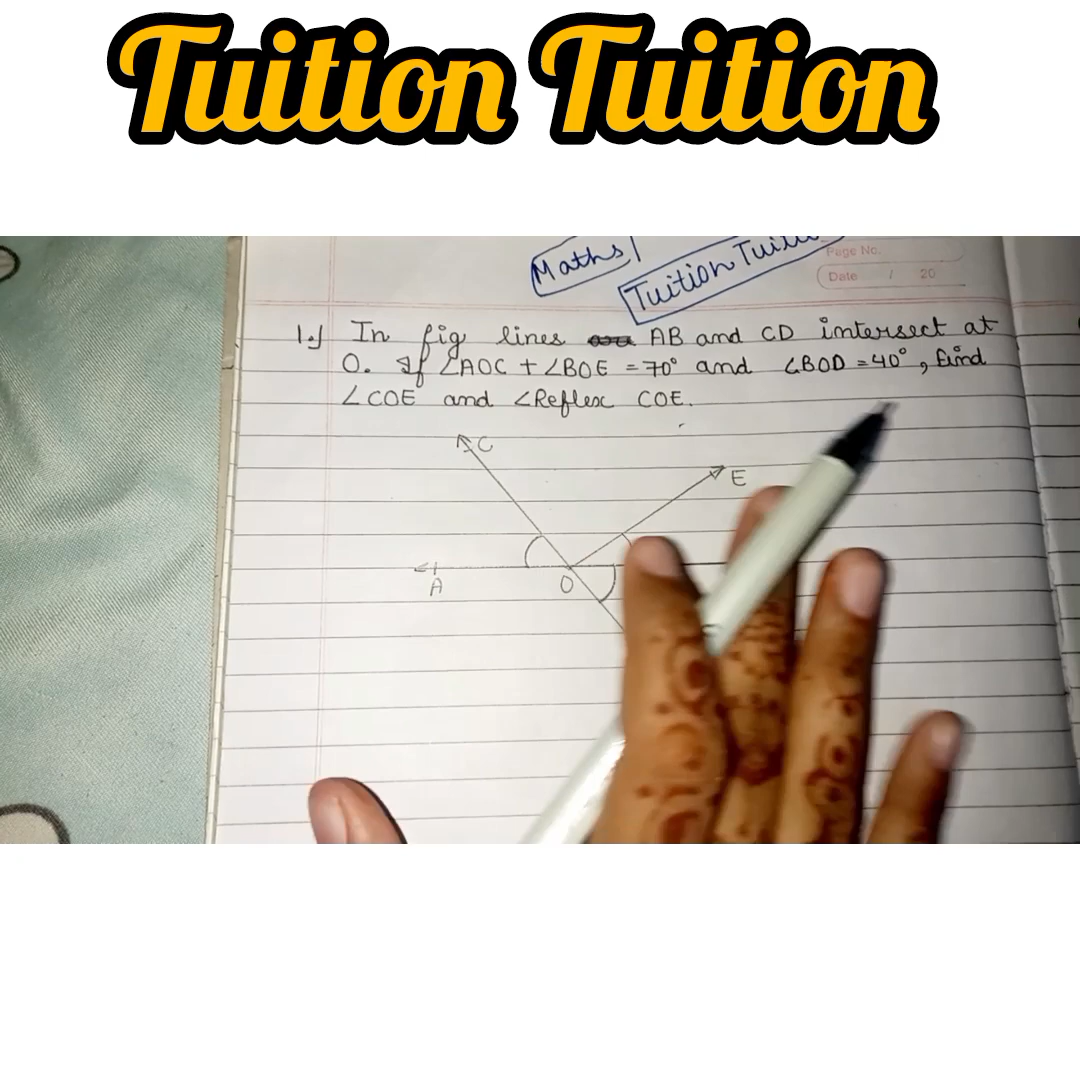 Tuition Tuition
Maths
Tuition
Page No.
Date / 20
1.) In fig lines AB and CD intersect at
O. If ∠AOC + ∠BOE = 70° and ∠BOD = 40°, find
∠COE and ∠Reflex COE.
C
E
A
O